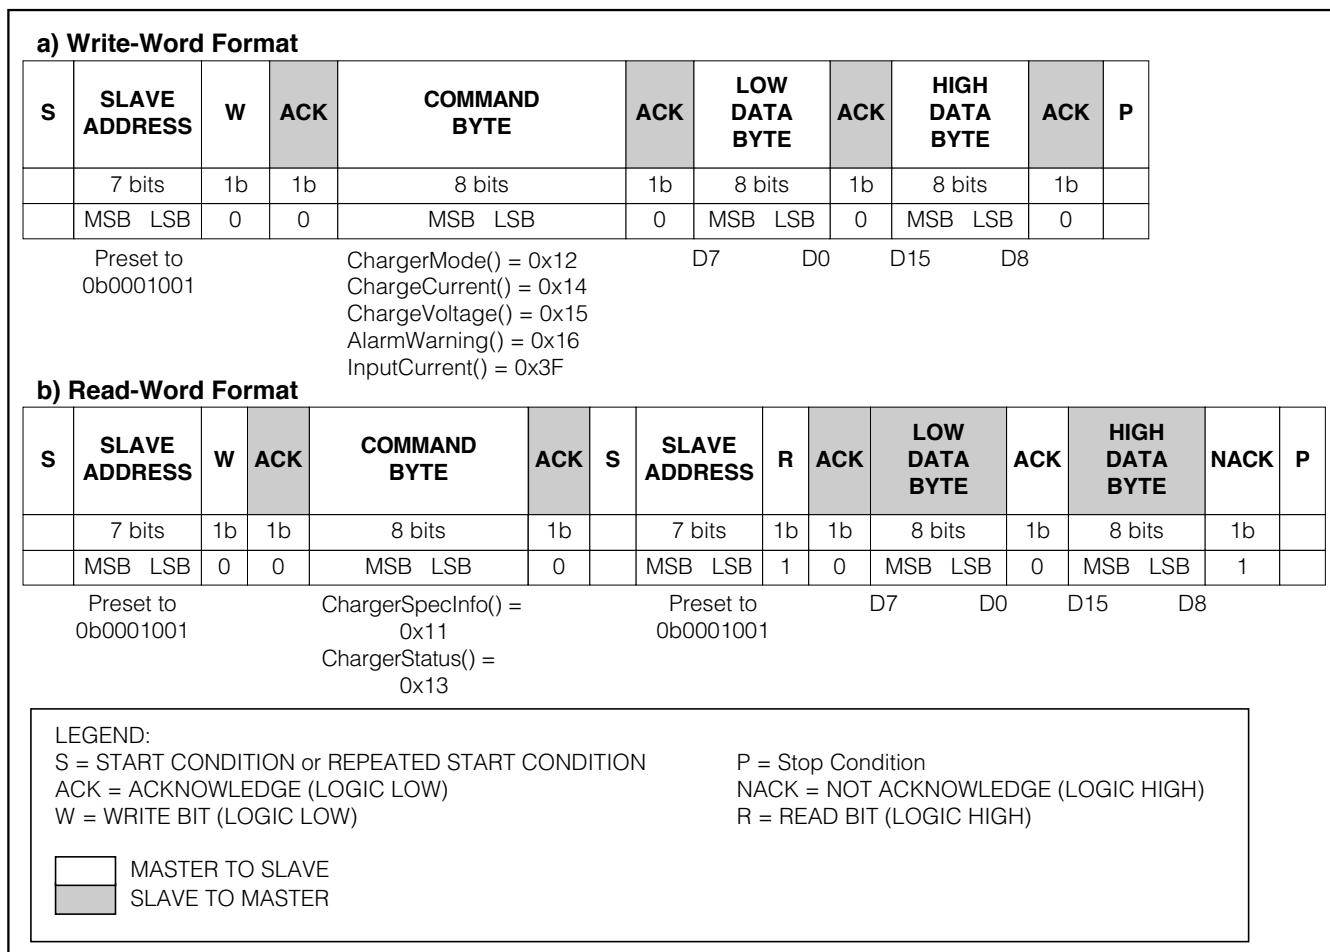 a) Write-Word Format
S SLAVE ADDRESS W ACK COMMAND BYTE ACK LOW DATA BYTE ACK HIGH DATA BYTE ACK P
7 bits 1b 1b 8 bits 1b 8 bits 1b 8 bits 1b
MSB LSB 0 0 MSB LSB 0 MSB LSB 0 MSB LSB 0
Preset to 0b0001001
ChargerMode() = 0x12
ChargeCurrent() = 0x14
ChargeVoltage() = 0x15
AlarmWarning() = 0x16
InputCurrent() = 0x3F
D7 D0 D15 D8
b) Read-Word Format
S SLAVE ADDRESS W ACK COMMAND BYTE ACK S SLAVE ADDRESS R ACK LOW DATA BYTE ACK HIGH DATA BYTE NACK P
7 bits 1b 1b 8 bits 1b 7 bits 1b 1b 8 bits 1b 8 bits 1b
MSB LSB 0 0 MSB LSB 0 MSB LSB 1 0 MSB LSB 0 MSB LSB 1
Preset to 0b0001001
ChargerSpecInfo() =
0x11
ChargerStatus() =
0x13
Preset to 0b0001001
D7 D0 D15 D8
LEGEND:
S = START CONDITION or REPEATED START CONDITION
ACK = ACKNOWLEDGE (LOGIC LOW)
W = WRITE BIT (LOGIC LOW)
P = Stop Condition
NACK = NOT ACKNOWLEDGE (LOGIC HIGH)
R = READ BIT (LOGIC HIGH)
MASTER TO SLAVE
SLAVE TO MASTER